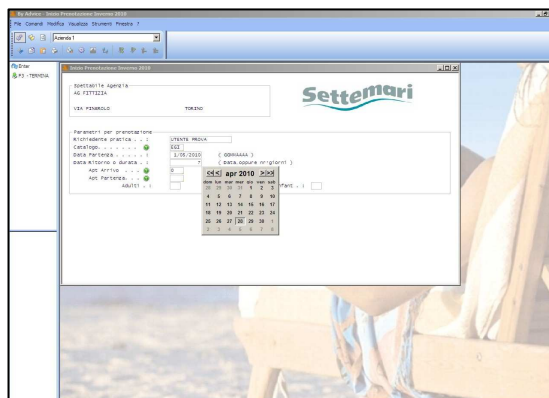 By Advice - Inizio Prenotazione Inverno 2010
File Comandi Modifica Visualizza Strumenti Finestra ?
Azienda 1
Enter
F3 - TERMINA
Inizio Prenotazione Inverno 2010
Spettabile Agenzia
AG FITTIZIA
VIA PINEROLO TORINO
Settemari
Parametri per prenotazione
Richiedente pratica . . : UTENTE PROVA
Catalogo. . . . . . . EGI
Data Partenza . . . . . : 1/05/2010 ( GGMMAAAA )
Data Ritorno o durata . : 7 ( Data oppure nrigiorni )
Apt Arrivo . . . 0
Apt Partenza. . .
Adulti . : nfant . :
<< < apr 2010 > >>
dom lun mar mer gio ven sab
28 29 30 31 1 2 3
4 5 6 7 8 9 10
11 12 13 14 15 16 17
18 19 20 21 22 23 24
25 26 27 28 29 30 1
2 3 4 5 6 7 8